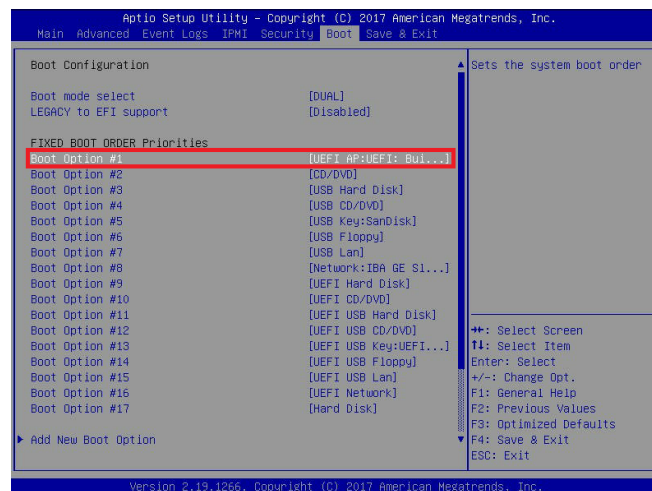 Aptio Setup Utility – Copyright (C) 2017 American Megatrends, Inc.
Main Advanced Event Logs IPMI Security Boot Save & Exit
Boot Configuration
Boot mode select [DUAL]
LEGACY to EFI support [Disabled]
FIXED BOOT ORDER Priorities
Boot Option #1 [UEFI AP:UEFI: Bui...]
Boot Option #2 [CD/DVD]
Boot Option #3 [USB Hard Disk]
Boot Option #4 [USB CD/DVD]
Boot Option #5 [USB Key:SanDisk]
Boot Option #6 [USB Floppy]
Boot Option #7 [USB Lan]
Boot Option #8 [Network:IBA GE Sl...]
Boot Option #9 [UEFI Hard Disk]
Boot Option #10 [UEFI CD/DVD]
Boot Option #11 [UEFI USB Hard Disk]
Boot Option #12 [UEFI USB CD/DVD]
Boot Option #13 [UEFI USB Key:UEFI...]
Boot Option #14 [UEFI USB Floppy]
Boot Option #15 [UEFI USB Lan]
Boot Option #16 [UEFI Network]
Boot Option #17 [Hard Disk]
Add New Boot Option
Sets the system boot order
→←: Select Screen
↑↓: Select Item
Enter: Select
+/-: Change Opt.
F1: General Help
F2: Previous Values
F3: Optimized Defaults
F4: Save & Exit
ESC: Exit
Version 2.19.1266. Copyright (C) 2017 American Megatrends, Inc.